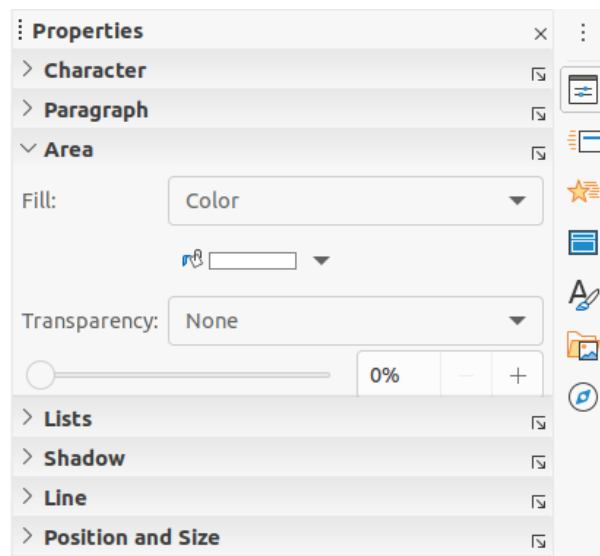 Properties
Character
Paragraph
Area
Fill: Color
Transparency: None
0%
Lists
Shadow
Line
Position and Size